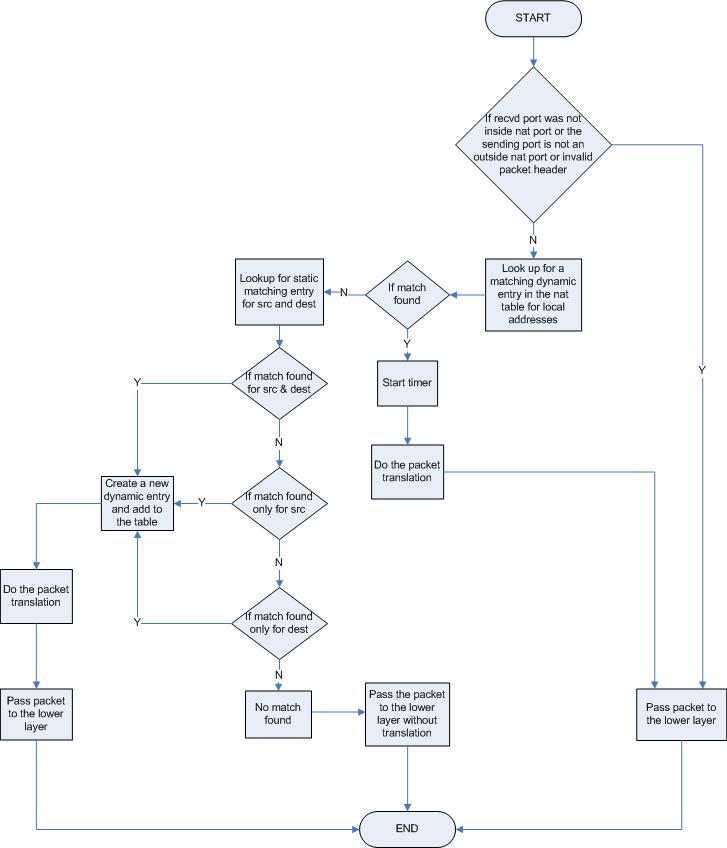 START
If recvd port was not
inside nat port or the
sending port is not an
outside nat port or invalid
packet header
N
Y
Look up for a
matching dynamic
entry in the nat
table for local
addresses
If match
found
N
Y
Lookup for static
matching entry
for src and dest
Start timer
Do the packet
translation
If match found
for src & dest
Y
N
If match found
only for src
Y
N
Create a new
dynamic entry
and add to
the table
If match found
only for dest
Y
N
Do the packet
translation
Pass packet
to the lower
layer
No match
found
Pass the packet
to the lower
layer without
translation
Pass packet to
the lower layer
END